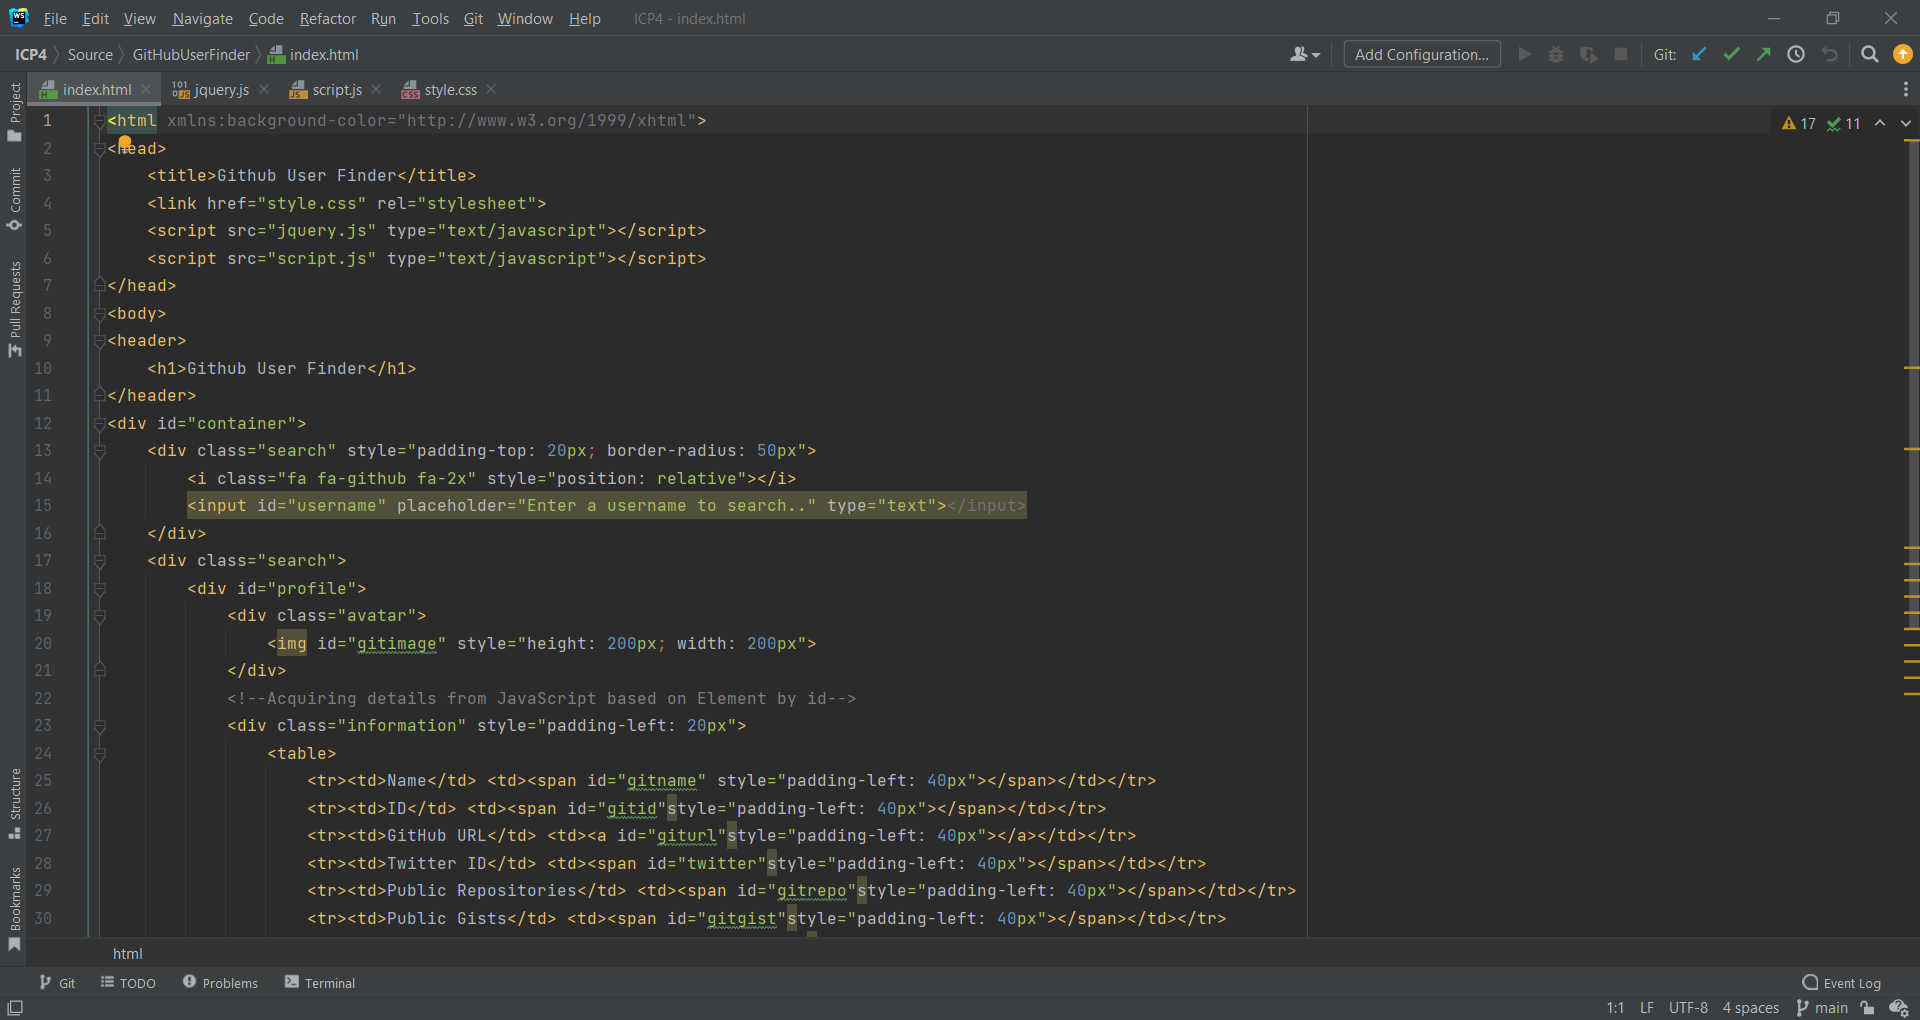 WS File Edit View Navigate Code Refactor Run Tools Git Window Help ICP4 - index.html
ICP4 Source GitHubUserFinder index.html Add Configuration... Git:
index.html jquery.js script.js style.css
Project
Commit
Pull Requests
Structure
Bookmarks
17 11
1 <html xmlns:background-color="http://www.w3.org/1999/xhtml">
2 <head>
3 <title>Github User Finder</title>
4 <link href="style.css" rel="stylesheet">
5 <script src="jquery.js" type="text/javascript"></script>
6 <script src="script.js" type="text/javascript"></script>
7 </head>
8 <body>
9 <header>
10 <h1>Github User Finder</h1>
11 </header>
12 <div id="container">
13 <div class="search" style="padding-top: 20px; border-radius: 50px">
14 <i class="fa fa-github fa-2x" style="position: relative"></i>
15 <input id="username" placeholder="Enter a username to search.." type="text"></input>
16 </div>
17 <div class="search">
18 <div id="profile">
19 <div class="avatar">
20 <img id="gitimage" style="height: 200px; width: 200px">
21 </div>
22 <!--Acquiring details from JavaScript based on Element by id-->
23 <div class="information" style="padding-left: 20px">
24 <table>
25 <tr><td>Name</td> <td><span id="gitname" style="padding-left: 40px"></span></td></tr>
26 <tr><td>ID</td> <td><span id="gitid"style="padding-left: 40px"></span></td></tr>
27 <tr><td>GitHub URL</td> <td><a id="giturl"style="padding-left: 40px"></a></td></tr>
28 <tr><td>Twitter ID</td> <td><span id="twitter"style="padding-left: 40px"></span></td></tr>
29 <tr><td>Public Repositories</td> <td><span id="gitrepo"style="padding-left: 40px"></span></td></tr>
30 <tr><td>Public Gists</td> <td><span id="gitgist"style="padding-left: 40px"></span></td></tr>
html
Git TODO Problems Terminal Event Log
1:1 LF UTF-8 4 spaces main